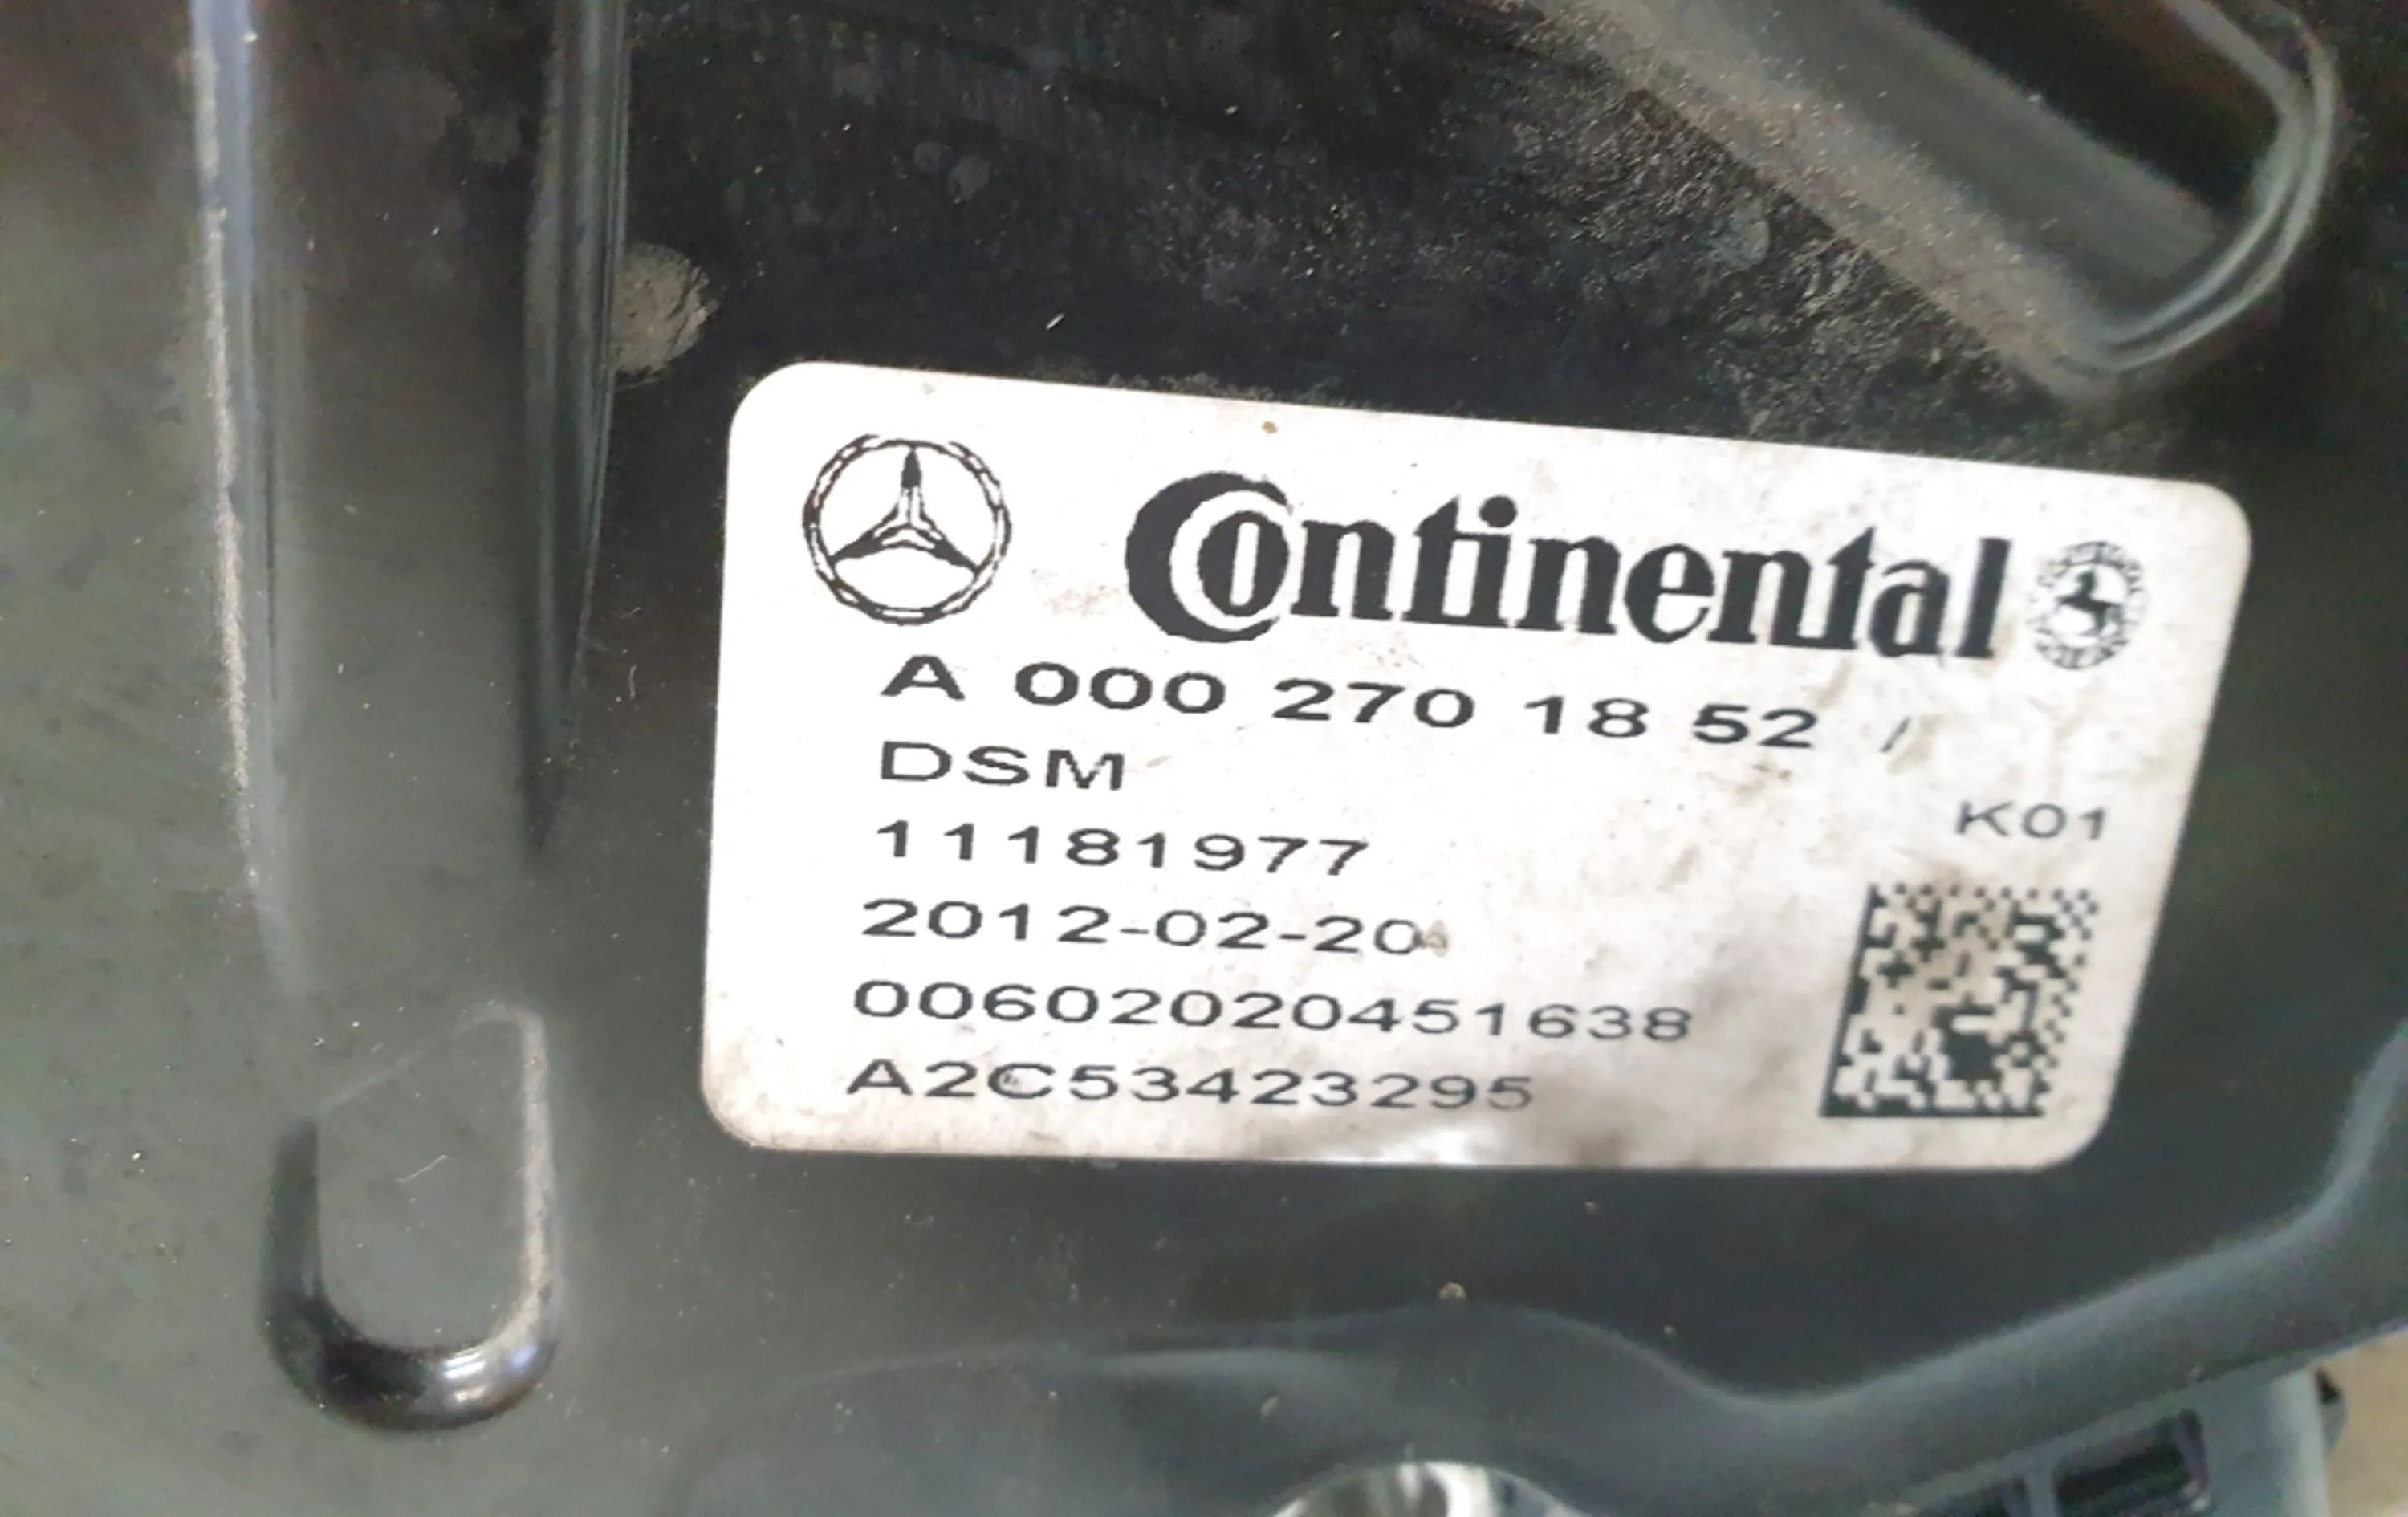 Continental
A 000 270 18 52 /
DSM
K01
11181977
2012-02-20
00602020451638
A2C53423295